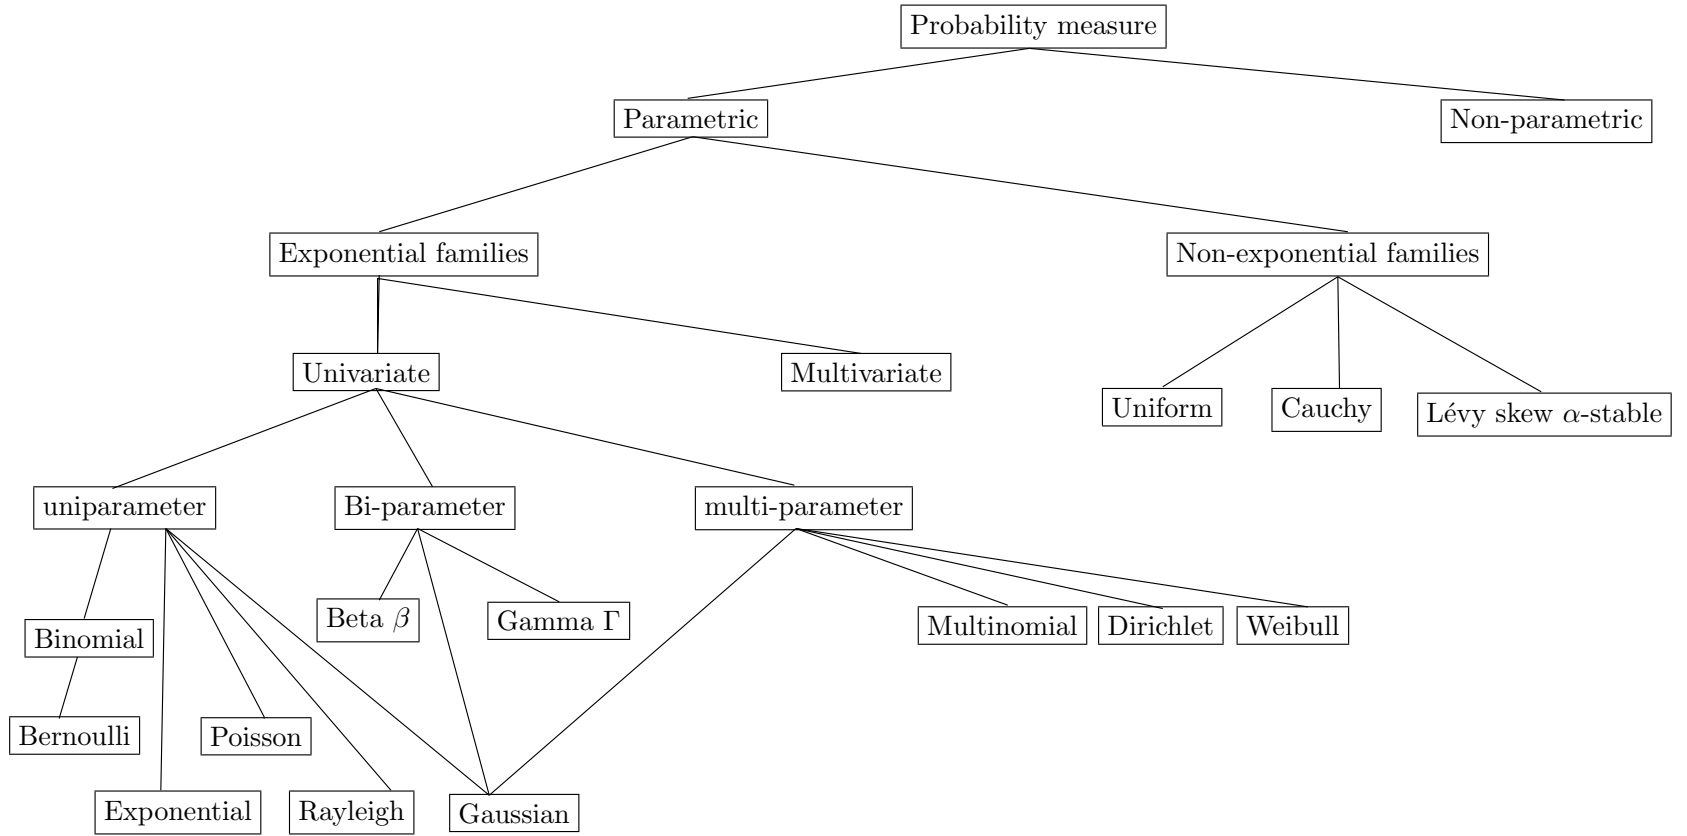 Probability measure
Parametric
Non-parametric
Exponential families
Non-exponential families
Univariate
Multivariate
Uniform
Cauchy
Lévy skew α-stable
uniparameter
Bi-parameter
multi-parameter
Beta β
Gamma Γ
Multinomial
Dirichlet
Weibull
Binomial
Bernoulli
Poisson
Exponential
Rayleigh
Gaussian